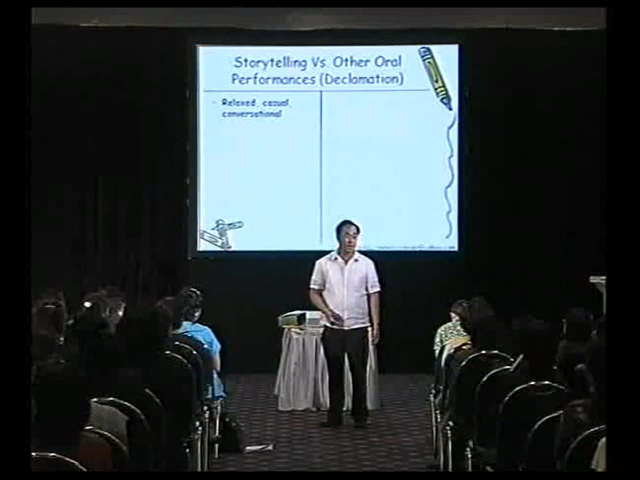 Storytelling Vs. Other Oral
Performances (Declamation)
- Relaxed, casual,
conversational